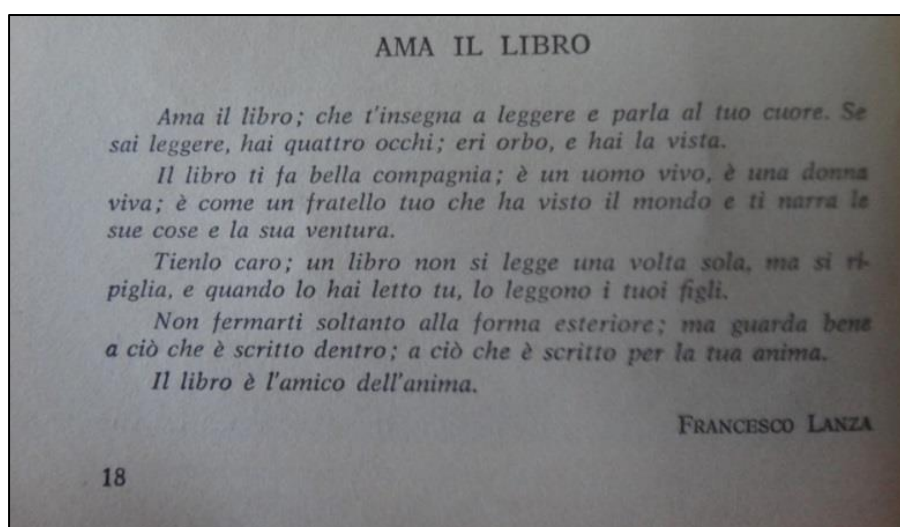 AMA IL LIBRO
Ama il libro; che t'insegna a leggere e parla al tuo cuore. Se
sai leggere, hai quattro occhi; eri orbo, e hai la vista.
Il libro ti fa bella compagnia; è un uomo vivo, è una donna
viva; è come un fratello tuo che ha visto il mondo e ti narra le
sue cose e la sua ventura.
Tienlo caro; un libro non si legge una volta sola, ma si ri-
piglia, e quando lo hai letto tu, lo leggono i tuoi figli.
Non fermarti soltanto alla forma esteriore; ma guarda bene
a ciò che è scritto dentro; a ciò che è scritto per la tua anima.
Il libro è l'amico dell'anima.
FRANCESCO LANZA
18